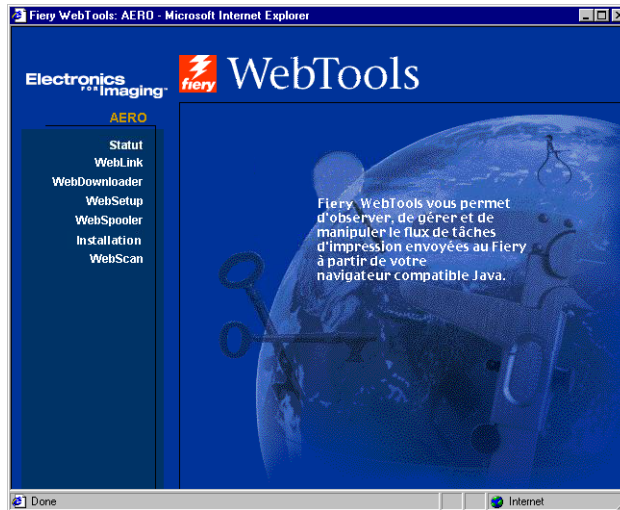 Fiery WebTools: AERO - Microsoft Internet Explorer
Electronics
FOR Imaging
fiery
WebTools
AERO
Statut
WebLink
WebDownloader
WebSetup
WebSpooler
Installation
WebScan
Fiery WebTools vous permet
d'observer, de gérer et de
manipuler le flux de tâches
d'impression envoyées au Fiery
à partir de votre
navigateur compatible Java.
Done
Internet